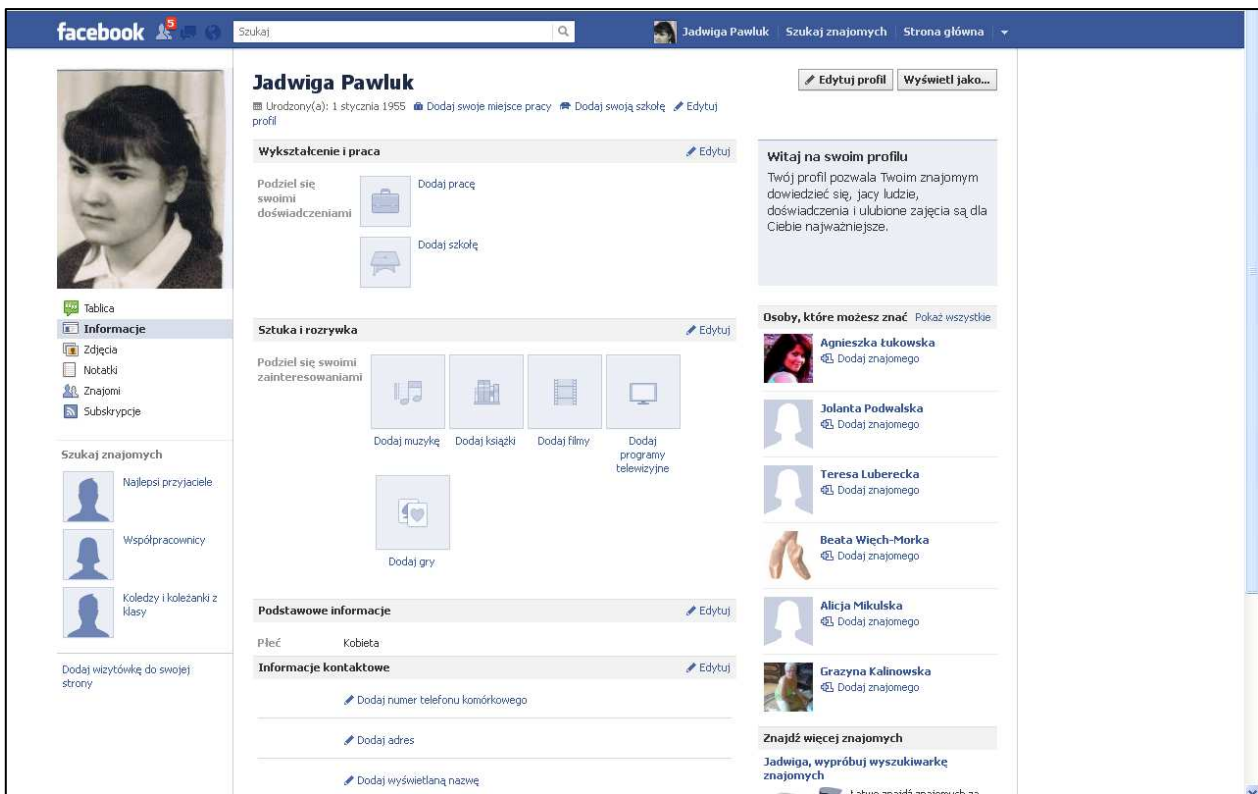 facebook
5
Szukaj
Jadwiga Pawluk
Szukaj znajomych
Strona główna
Tablica
Informacje
Zdjęcia
Notatki
Znajomi
Subskrypcje
Szukaj znajomych
Najlepsi przyjaciele
Współpracownicy
Koledzy i koleżanki z
klasy
Dodaj wizytówkę do swojej
strony
Jadwiga Pawluk
Urodzony(a): 1 stycznia 1955 Dodaj swoje miejsce pracy Dodaj swoją szkołę Edytuj
profil
Wykształcenie i praca Edytuj
Podziel się
swoimi
doświadczeniami
Dodaj pracę
Dodaj szkołę
Sztuka i rozrywka Edytuj
Podziel się swoimi
zainteresowaniami
Dodaj muzykę
Dodaj książki
Dodaj filmy
Dodaj
programy
telewizyjne
Dodaj gry
Podstawowe informacje Edytuj
Płeć Kobieta
Informacje kontaktowe Edytuj
Dodaj numer telefonu komórkowego
Dodaj adres
Dodaj wyświetlaną nazwę
Edytuj profil
Wyświetl jako...
Witaj na swoim profilu
Twój profil pozwala Twoim znajomym
dowiedzieć się, jacy ludzie,
doświadczenia i ulubione zajęcia są dla
Ciebie najważniejsze.
Osoby, które możesz znać Pokaż wszystkie
Agnieszka Łukowska
Dodaj znajomego
Jolanta Podwalska
Dodaj znajomego
Teresa Luberecka
Dodaj znajomego
Beata Więch-Morka
Dodaj znajomego
Alicja Mikulska
Dodaj znajomego
Grazyna Kalinowska
Dodaj znajomego
Znajdź więcej znajomych
Jadwiga, wypróbuj wyszukiwarkę
znajomych